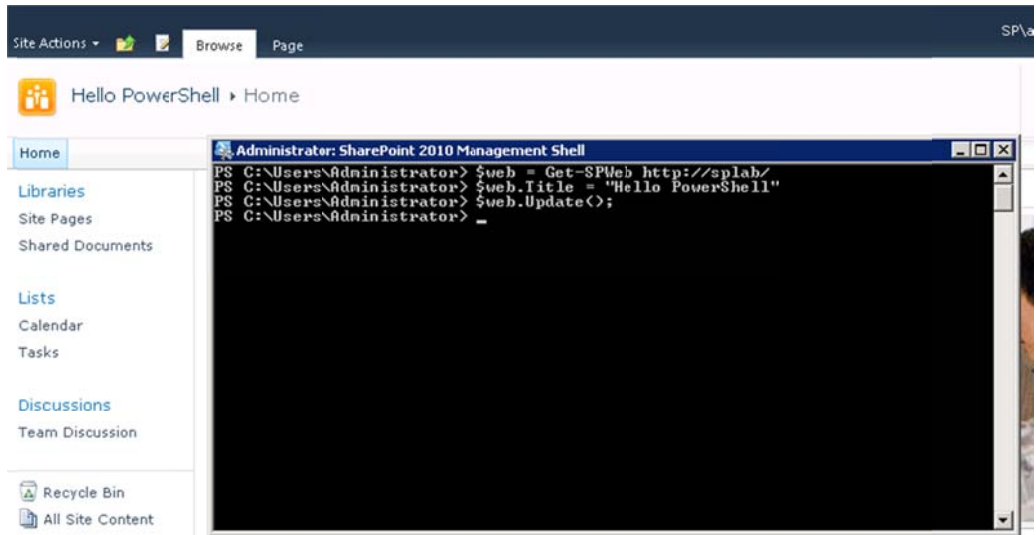 SP\a
Site Actions
Browse
Page
Hello PowerShell ▸ Home
Home
Libraries
Site Pages
Shared Documents
Lists
Calendar
Tasks
Discussions
Team Discussion
Recycle Bin
All Site Content
Administrator: SharePoint 2010 Management Shell
PS C:\Users\Administrator> $web = Get-SPWeb http://splab/
PS C:\Users\Administrator> $web.Title = "Hello PowerShell"
PS C:\Users\Administrator> $web.Update();
PS C:\Users\Administrator> _